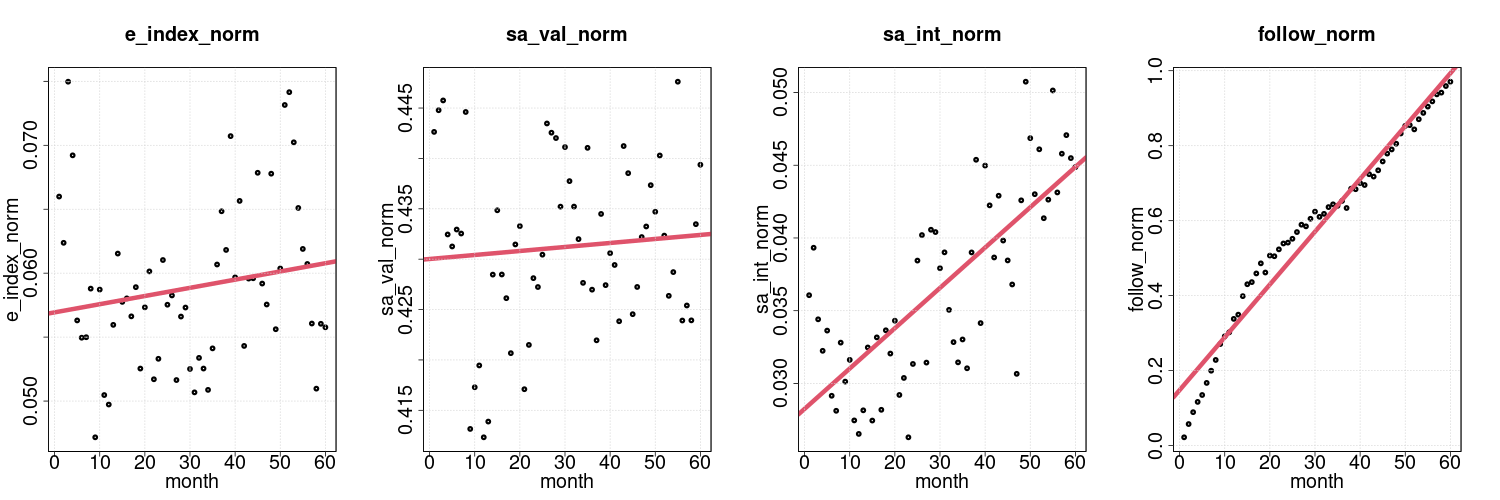 e_index_norm
e_index_norm
0.050
0.060
0.070
0 10 20 30 40 50 60
month
sa_val_norm
sa_val_norm
0.415
0.425
0.435
0.445
0 10 20 30 40 50 60
month
sa_int_norm
sa_int_norm
0.030
0.035
0.040
0.045
0.050
0 10 20 30 40 50 60
month
follow_norm
follow_norm
0.0
0.2
0.4
0.6
0.8
1.0
0 10 20 30 40 50 60
month